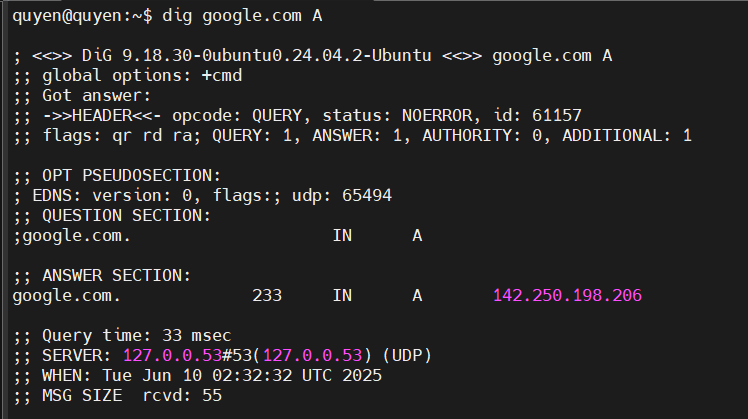 quyen@quyen:~$ dig google.com A
; <<>> DiG 9.18.30-0ubuntu0.24.04.2-Ubuntu <<>> google.com A
;; global options: +cmd
;; Got answer:
;; ->>HEADER<<- opcode: QUERY, status: NOERROR, id: 61157
;; flags: qr rd ra; QUERY: 1, ANSWER: 1, AUTHORITY: 0, ADDITIONAL: 1
;; OPT PSEUDOSECTION:
; EDNS: version: 0, flags:; udp: 65494
;; QUESTION SECTION:
;google.com. IN A
;; ANSWER SECTION:
google.com. 233 IN A 142.250.198.206
;; Query time: 33 msec
;; SERVER: 127.0.0.53#53(127.0.0.53) (UDP)
;; WHEN: Tue Jun 10 02:32:32 UTC 2025
;; MSG SIZE  rcvd: 55